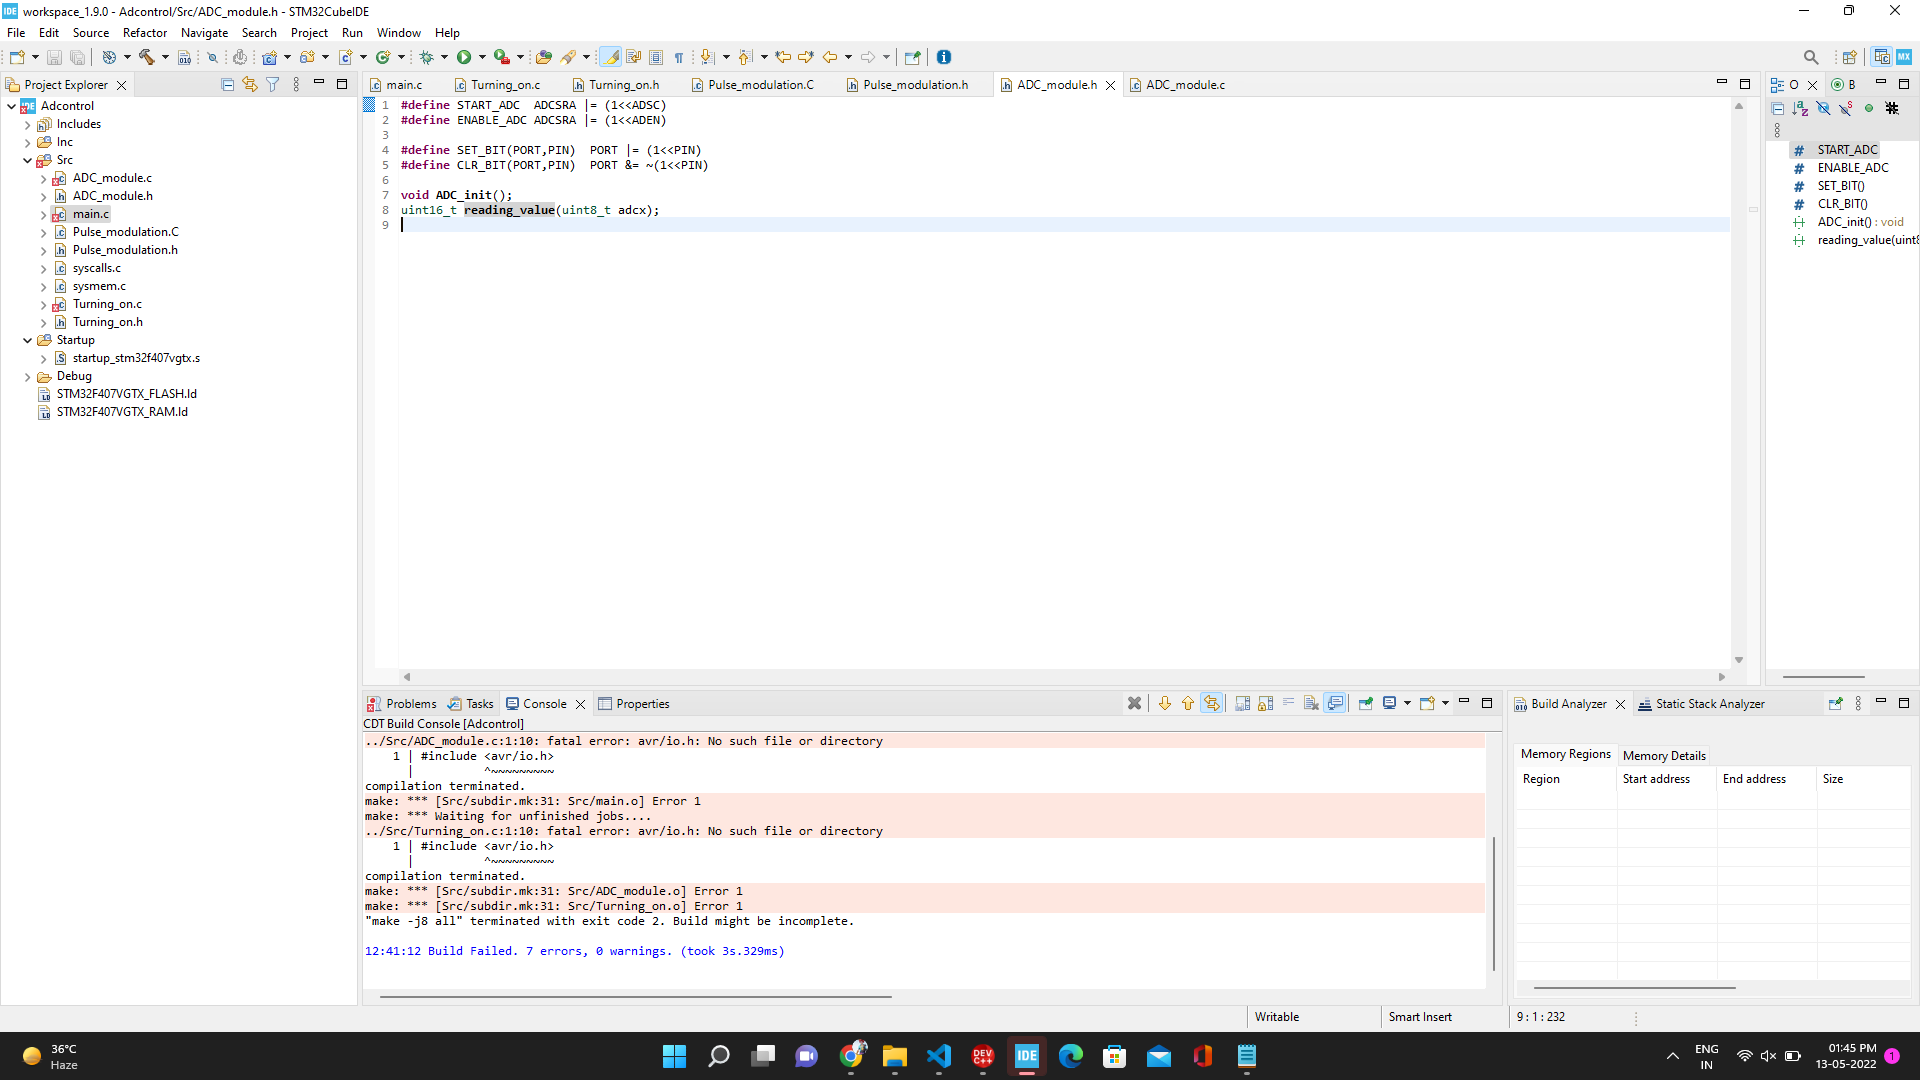 workspace_1.9.0 - Adcontrol/Src/ADC_module.h - STM32CubeIDE
File Edit Source Refactor Navigate Search Project Run Window Help
Project Explorer
Adcontrol
Includes
Inc
Src
ADC_module.c
ADC_module.h
main.c
Pulse_modulation.C
Pulse_modulation.h
syscalls.c
sysmem.c
Turning_on.c
Turning_on.h
Startup
startup_stm32f407vgtx.s
Debug
STM32F407VGTX_FLASH.ld
STM32F407VGTX_RAM.ld
main.c Turning_on.c Turning_on.h Pulse_modulation.C Pulse_modulation.h ADC_module.h ADC_module.c
1 #define START_ADC  ADCSRA |= (1<<ADSC)
2 #define ENABLE_ADC ADCSRA |= (1<<ADEN)
3
4 #define SET_BIT(PORT,PIN)  PORT |= (1<<PIN)
5 #define CLR_BIT(PORT,PIN)  PORT &= ~(1<<PIN)
6
7 void ADC_init();
8 uint16_t reading_value(uint8_t adcx);
9
O B
# START_ADC
# ENABLE_ADC
# SET_BIT()
# CLR_BIT()
ADC_init() : void
reading_value(uint8
Problems Tasks Console Properties
CDT Build Console [Adcontrol]
../Src/ADC_module.c:1:10: fatal error: avr/io.h: No such file or directory
    1 | #include <avr/io.h>
      |          ^~~~~~~~~~
compilation terminated.
make: *** [Src/subdir.mk:31: Src/main.o] Error 1
make: *** Waiting for unfinished jobs....
../Src/Turning_on.c:1:10: fatal error: avr/io.h: No such file or directory
    1 | #include <avr/io.h>
      |          ^~~~~~~~~~
compilation terminated.
make: *** [Src/subdir.mk:31: Src/ADC_module.o] Error 1
make: *** [Src/subdir.mk:31: Src/Turning_on.o] Error 1
"make -j8 all" terminated with exit code 2. Build might be incomplete.
12:41:12 Build Failed. 7 errors, 0 warnings. (took 3s.329ms)
Build Analyzer Static Stack Analyzer
Memory Regions Memory Details
Region Start address End address Size
Writable Smart Insert 9 : 1 : 232
36°C
Haze
DEV C++
IDE
ENG
IN
01:45 PM
13-05-2022
1